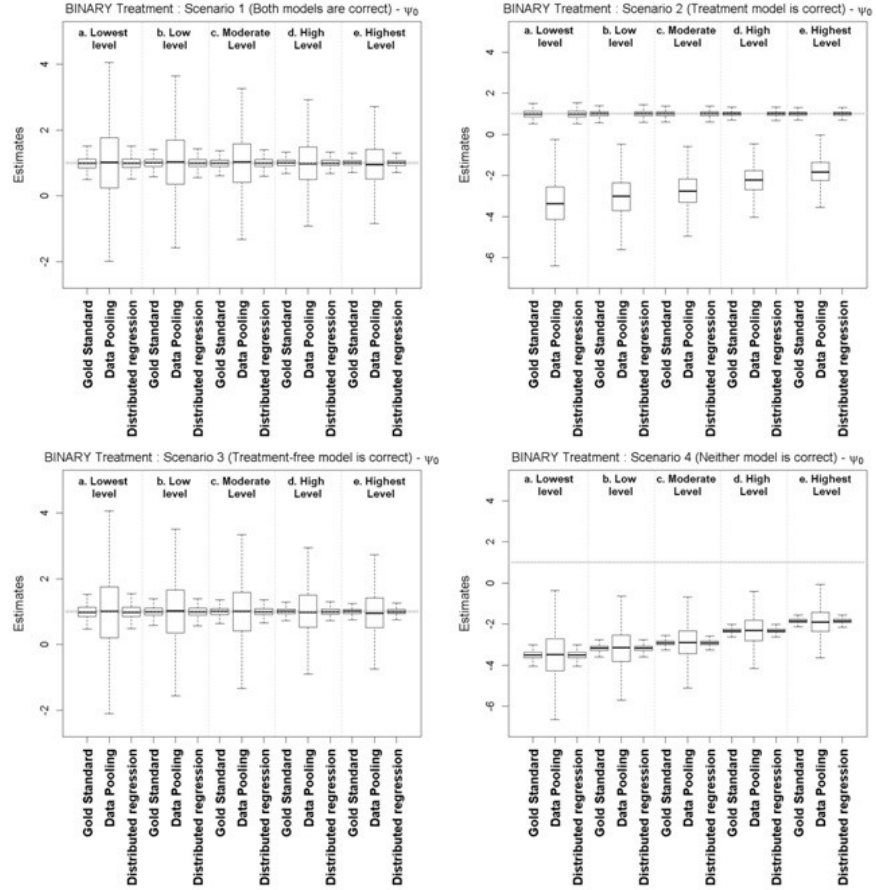 BINARY Treatment : Scenario 1 (Both models are correct) - ψ0
a. Lowest level
b. Low level
c. Moderate Level
d. High Level
e. Highest Level
Estimates
4
2
0
-2
Gold Standard
Data Pooling
Distributed regression
Gold Standard
Data Pooling
Distributed regression
Gold Standard
Data Pooling
Distributed regression
Gold Standard
Data Pooling
Distributed regression
Gold Standard
Data Pooling
Distributed regression
BINARY Treatment : Scenario 2 (Treatment model is correct) - ψ0
a. Lowest level
b. Low level
c. Moderate Level
d. High Level
e. Highest Level
Estimates
4
2
0
-2
-4
-6
Gold Standard
Data Pooling
Distributed regression
Gold Standard
Data Pooling
Distributed regression
Gold Standard
Data Pooling
Distributed regression
Gold Standard
Data Pooling
Distributed regression
Gold Standard
Data Pooling
Distributed regression
BINARY Treatment : Scenario 3 (Treatment-free model is correct) - ψ0
a. Lowest level
b. Low level
c. Moderate Level
d. High Level
e. Highest Level
Estimates
4
2
0
-2
Gold Standard
Data Pooling
Distributed regression
Gold Standard
Data Pooling
Distributed regression
Gold Standard
Data Pooling
Distributed regression
Gold Standard
Data Pooling
Distributed regression
Gold Standard
Data Pooling
Distributed regression
BINARY Treatment : Scenario 4 (Neither model is correct) - ψ0
a. Lowest level
b. Low level
c. Moderate Level
d. High Level
e. Highest Level
Estimates
4
2
0
-2
-4
-6
Gold Standard
Data Pooling
Distributed regression
Gold Standard
Data Pooling
Distributed regression
Gold Standard
Data Pooling
Distributed regression
Gold Standard
Data Pooling
Distributed regression
Gold Standard
Data Pooling
Distributed regression